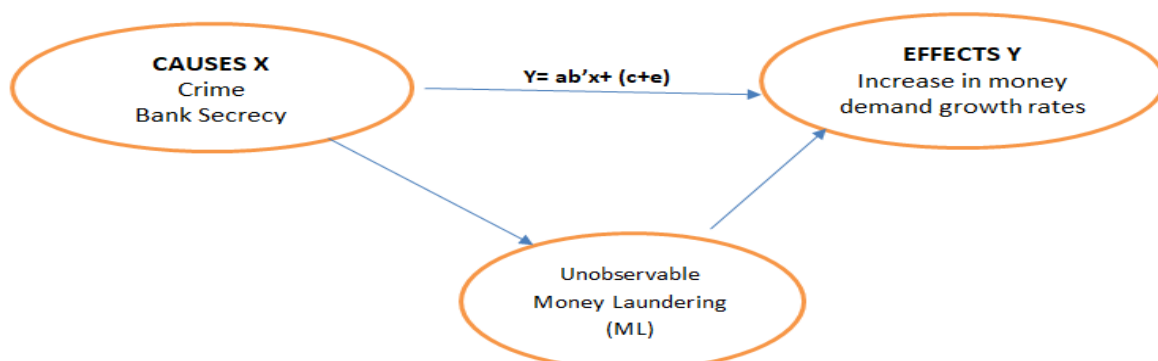 CAUSES X
Crime
Bank Secrecy
Y= ab’x+ (c+e)
EFFECTS Y
Increase in money
demand growth rates
Unobservable
Money Laundering
(ML)